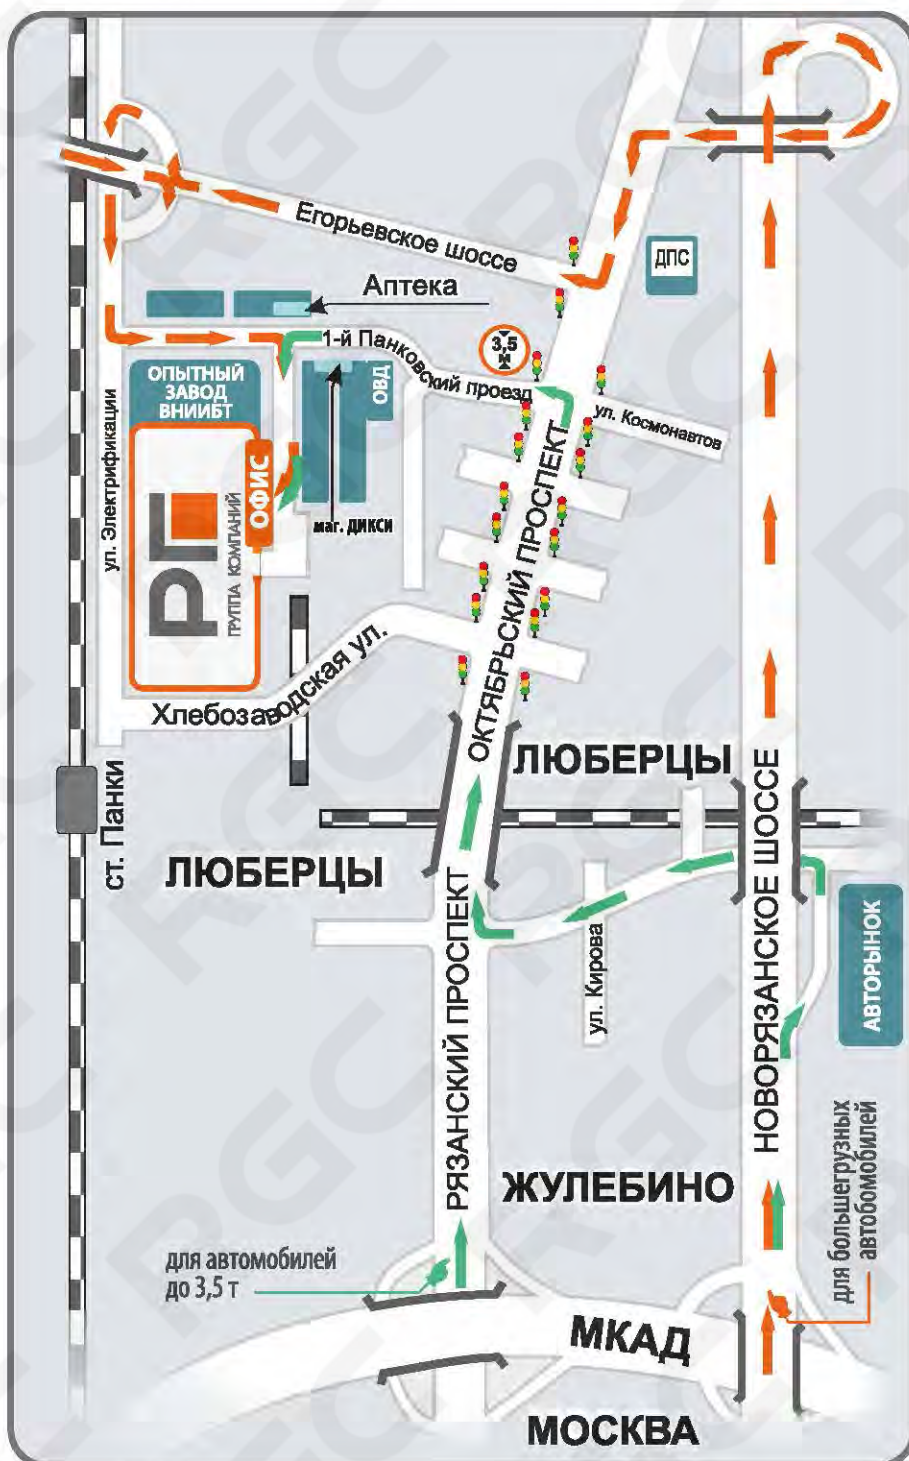 Егорьевское шоссе
ДПС
Аптека
1-й Панковский проезд
3,5
м
ОПЫТНЫЙ
ЗАВОД
ВНИИБТ
ОВД
ул. Космонавтов
ул. Электрификации
РГ
ГРУППА КОМПАНИЙ
ОФИС
маг. ДИКСИ
ОКТЯБРЬСКИЙ ПРОСПЕКТ
Хлебозаводская ул.
ЛЮБЕРЦЫ
ст. Панки
ЛЮБЕРЦЫ
НОВОРЯЗАНСКОЕ ШОССЕ
РЯЗАНСКИЙ ПРОСПЕКТ
ул. Кирова
АВТОРЫНОК
ЖУЛЕБИНО
для автомобилей
до 3,5 т
для большегрузных
автобомобилей
МКАД
МОСКВА
RGC